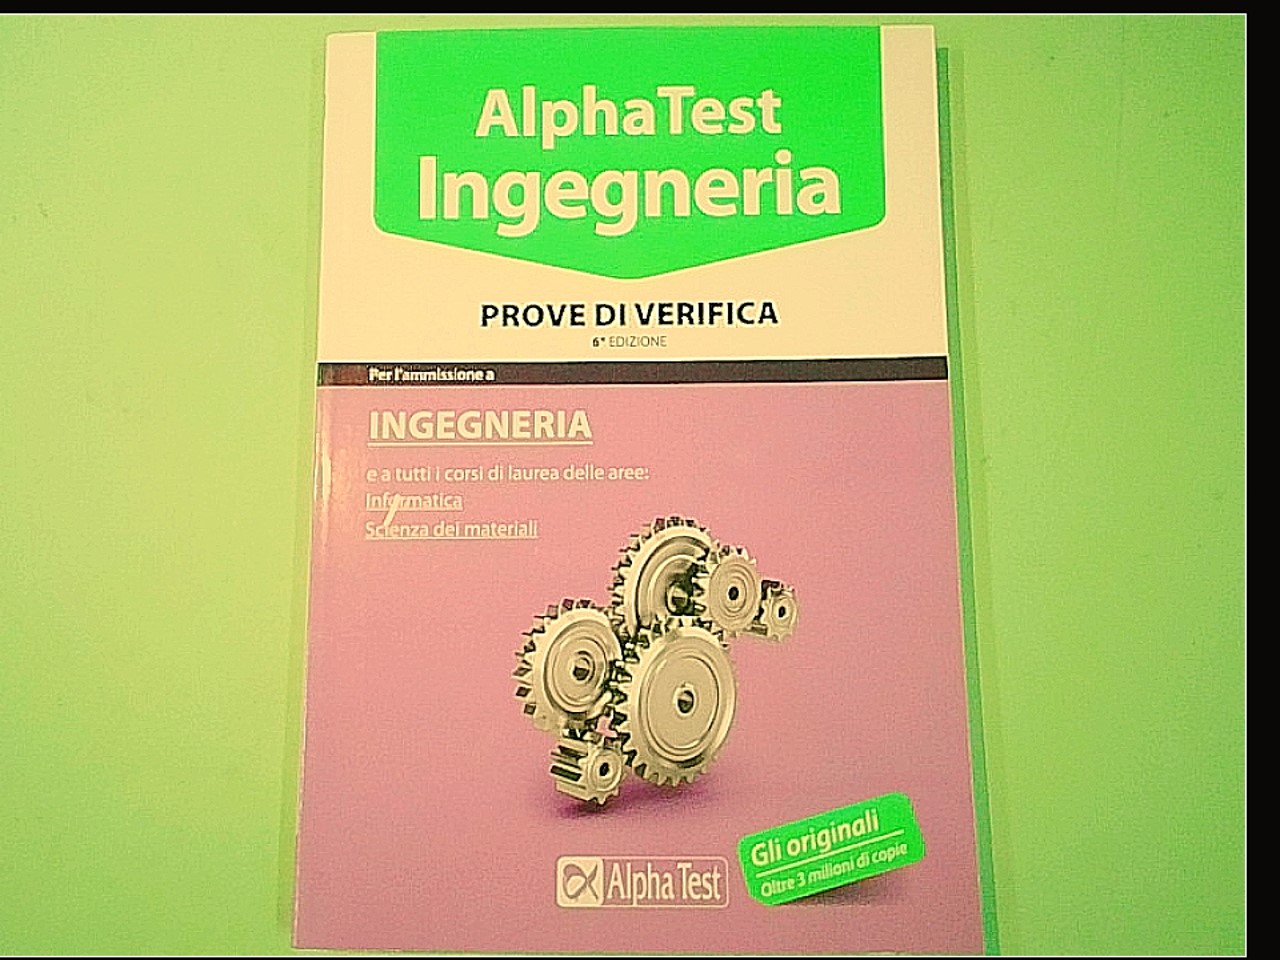 AlphaTest
Ingegneria
PROVE DI VERIFICA
6ª EDIZIONE
Per l'ammissione a
INGEGNERIA
e a tutti i corsi di laurea delle aree:
Informatica
Scienza dei materiali
Gli originali
Oltre 3 milioni di copie
Alpha Test